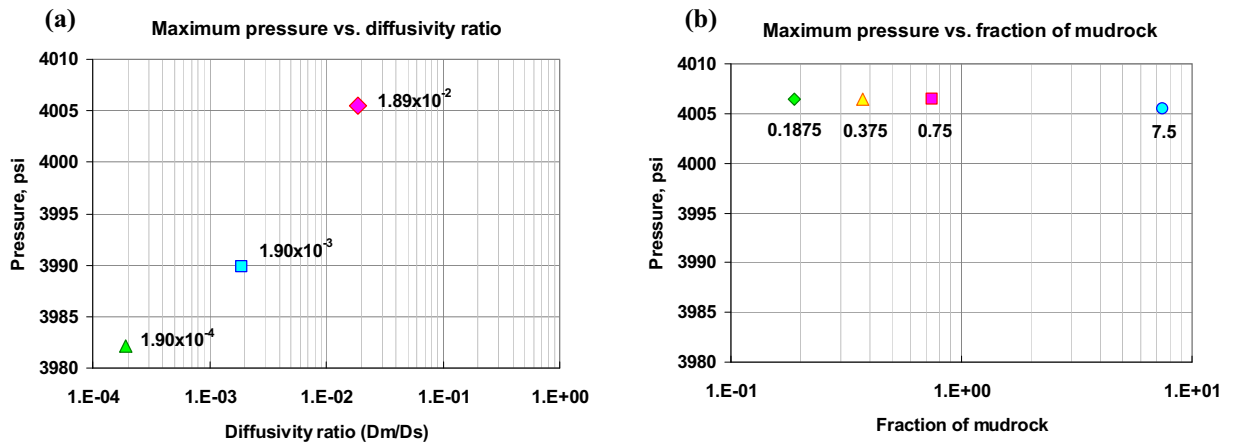 (a)
Maximum pressure vs. diffusivity ratio
4010
4005
4000
3995
3990
3985
3980
Pressure, psi
1.89x10⁻²
1.90x10⁻³
1.90x10⁻⁴
1.E-04 1.E-03 1.E-02 1.E-01 1.E+00
Diffusivity ratio (Dm/Ds)
(b)
Maximum pressure vs. fraction of mudrock
4010
4005
4000
3995
3990
3985
3980
Pressure, psi
0.1875 0.375 0.75 7.5
1.E-01 1.E+00 1.E+01
Fraction of mudrock